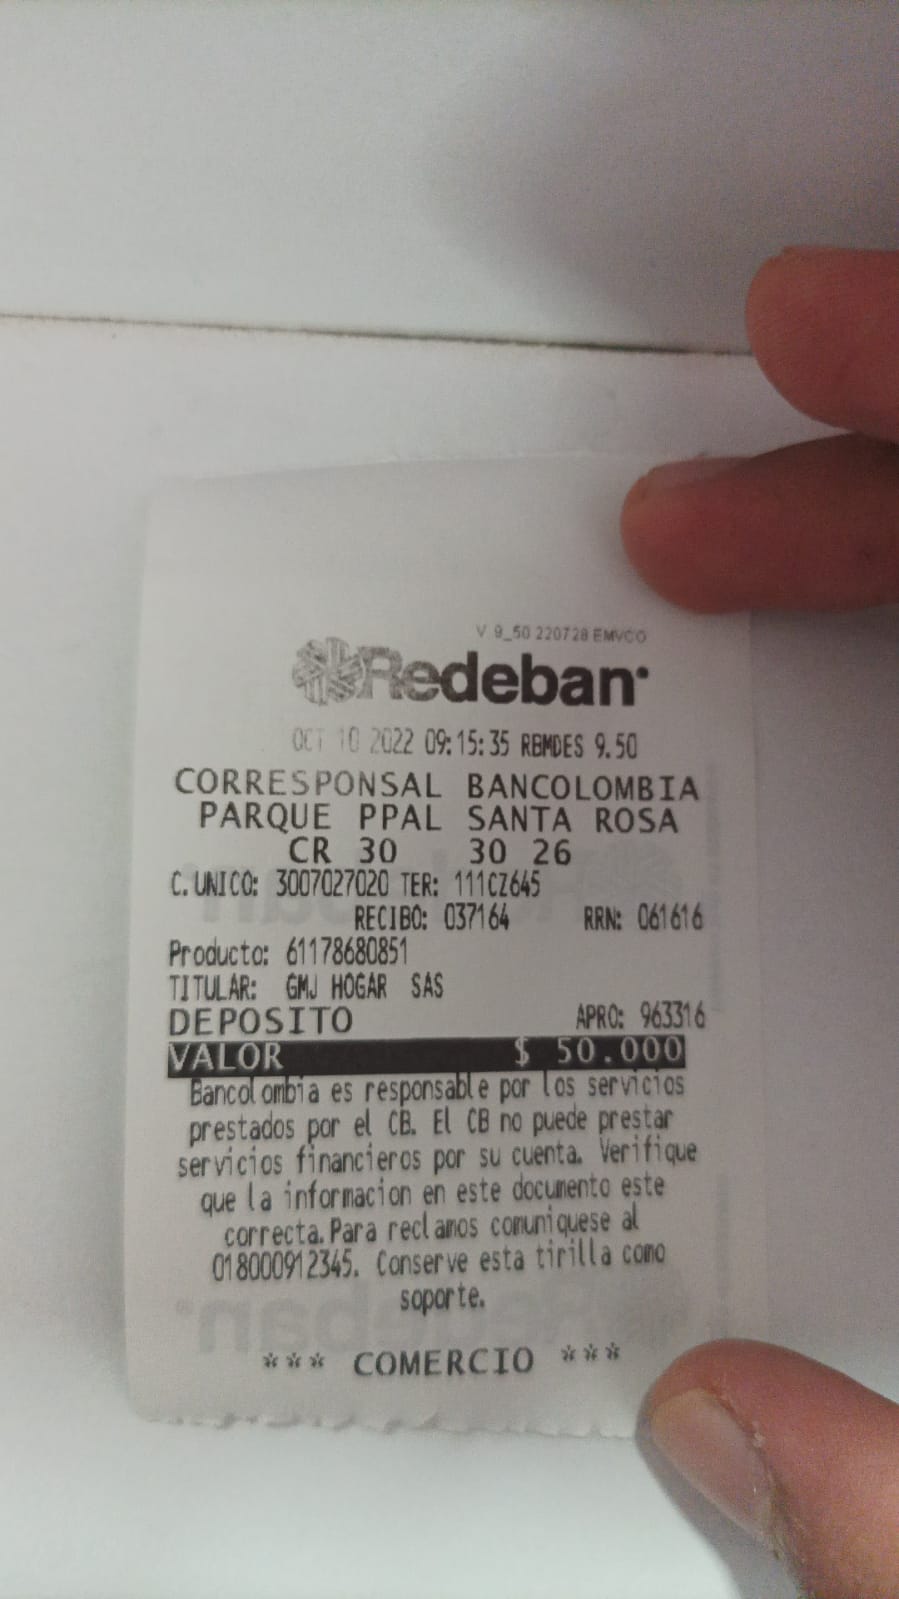 V 9_50 220728 EMVCO
Redeban
OCT 10 2022 09:15:35 RBMDES 9.50
CORRESPONSAL BANCOLOMBIA
PARQUE PPAL SANTA ROSA
CR 30 30 26
C. UNICO: 3007027020 TER: 111CZ645
RECIBO: 037164 RRN: 061616
Producto: 61178680851
TITULAR: GMJ HOGAR SAS
DEPOSITO APRO: 963316
VALOR $ 50.000
Bancolombia es responsable por los servicios
prestados por el CB. El CB no puede prestar
servicios financieros por su cuenta. Verifique
que la informacion en este documento este
correcta. Para reclamos comuniquese al
018000912345. Conserve esta tirilla como
soporte.
*** COMERCIO ***